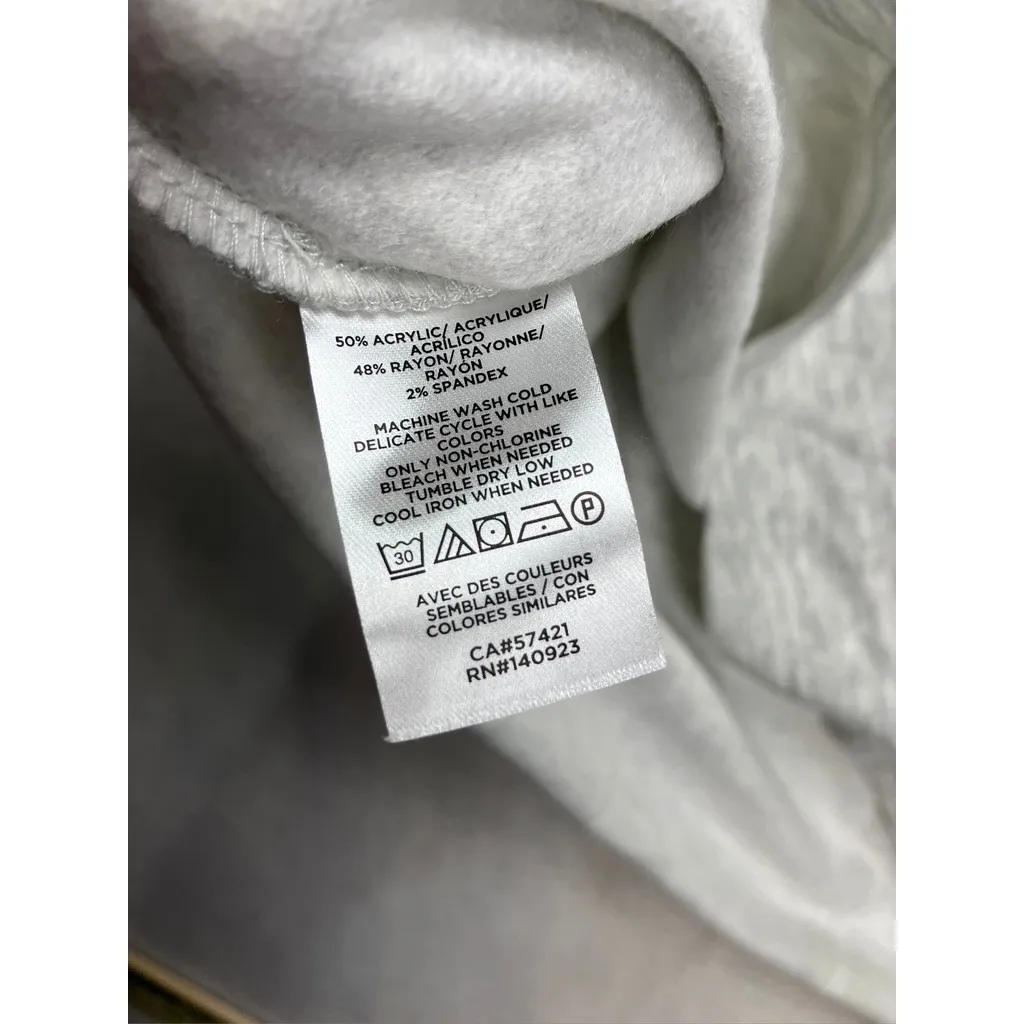 50% ACRYLIC/ ACRYLIQUE/
ACRÍLICO
48% RAYON/ RAYONNE/
RAYÓN
2% SPANDEX
MACHINE WASH COLD
DELICATE CYCLE WITH LIKE
COLORS
ONLY NON-CHLORINE
BLEACH WHEN NEEDED
TUMBLE DRY LOW
COOL IRON WHEN NEEDED
30 P
AVEC DES COULEURS
SEMBLABLES / CON
COLORES SIMILARES
CA#57421
RN#140923